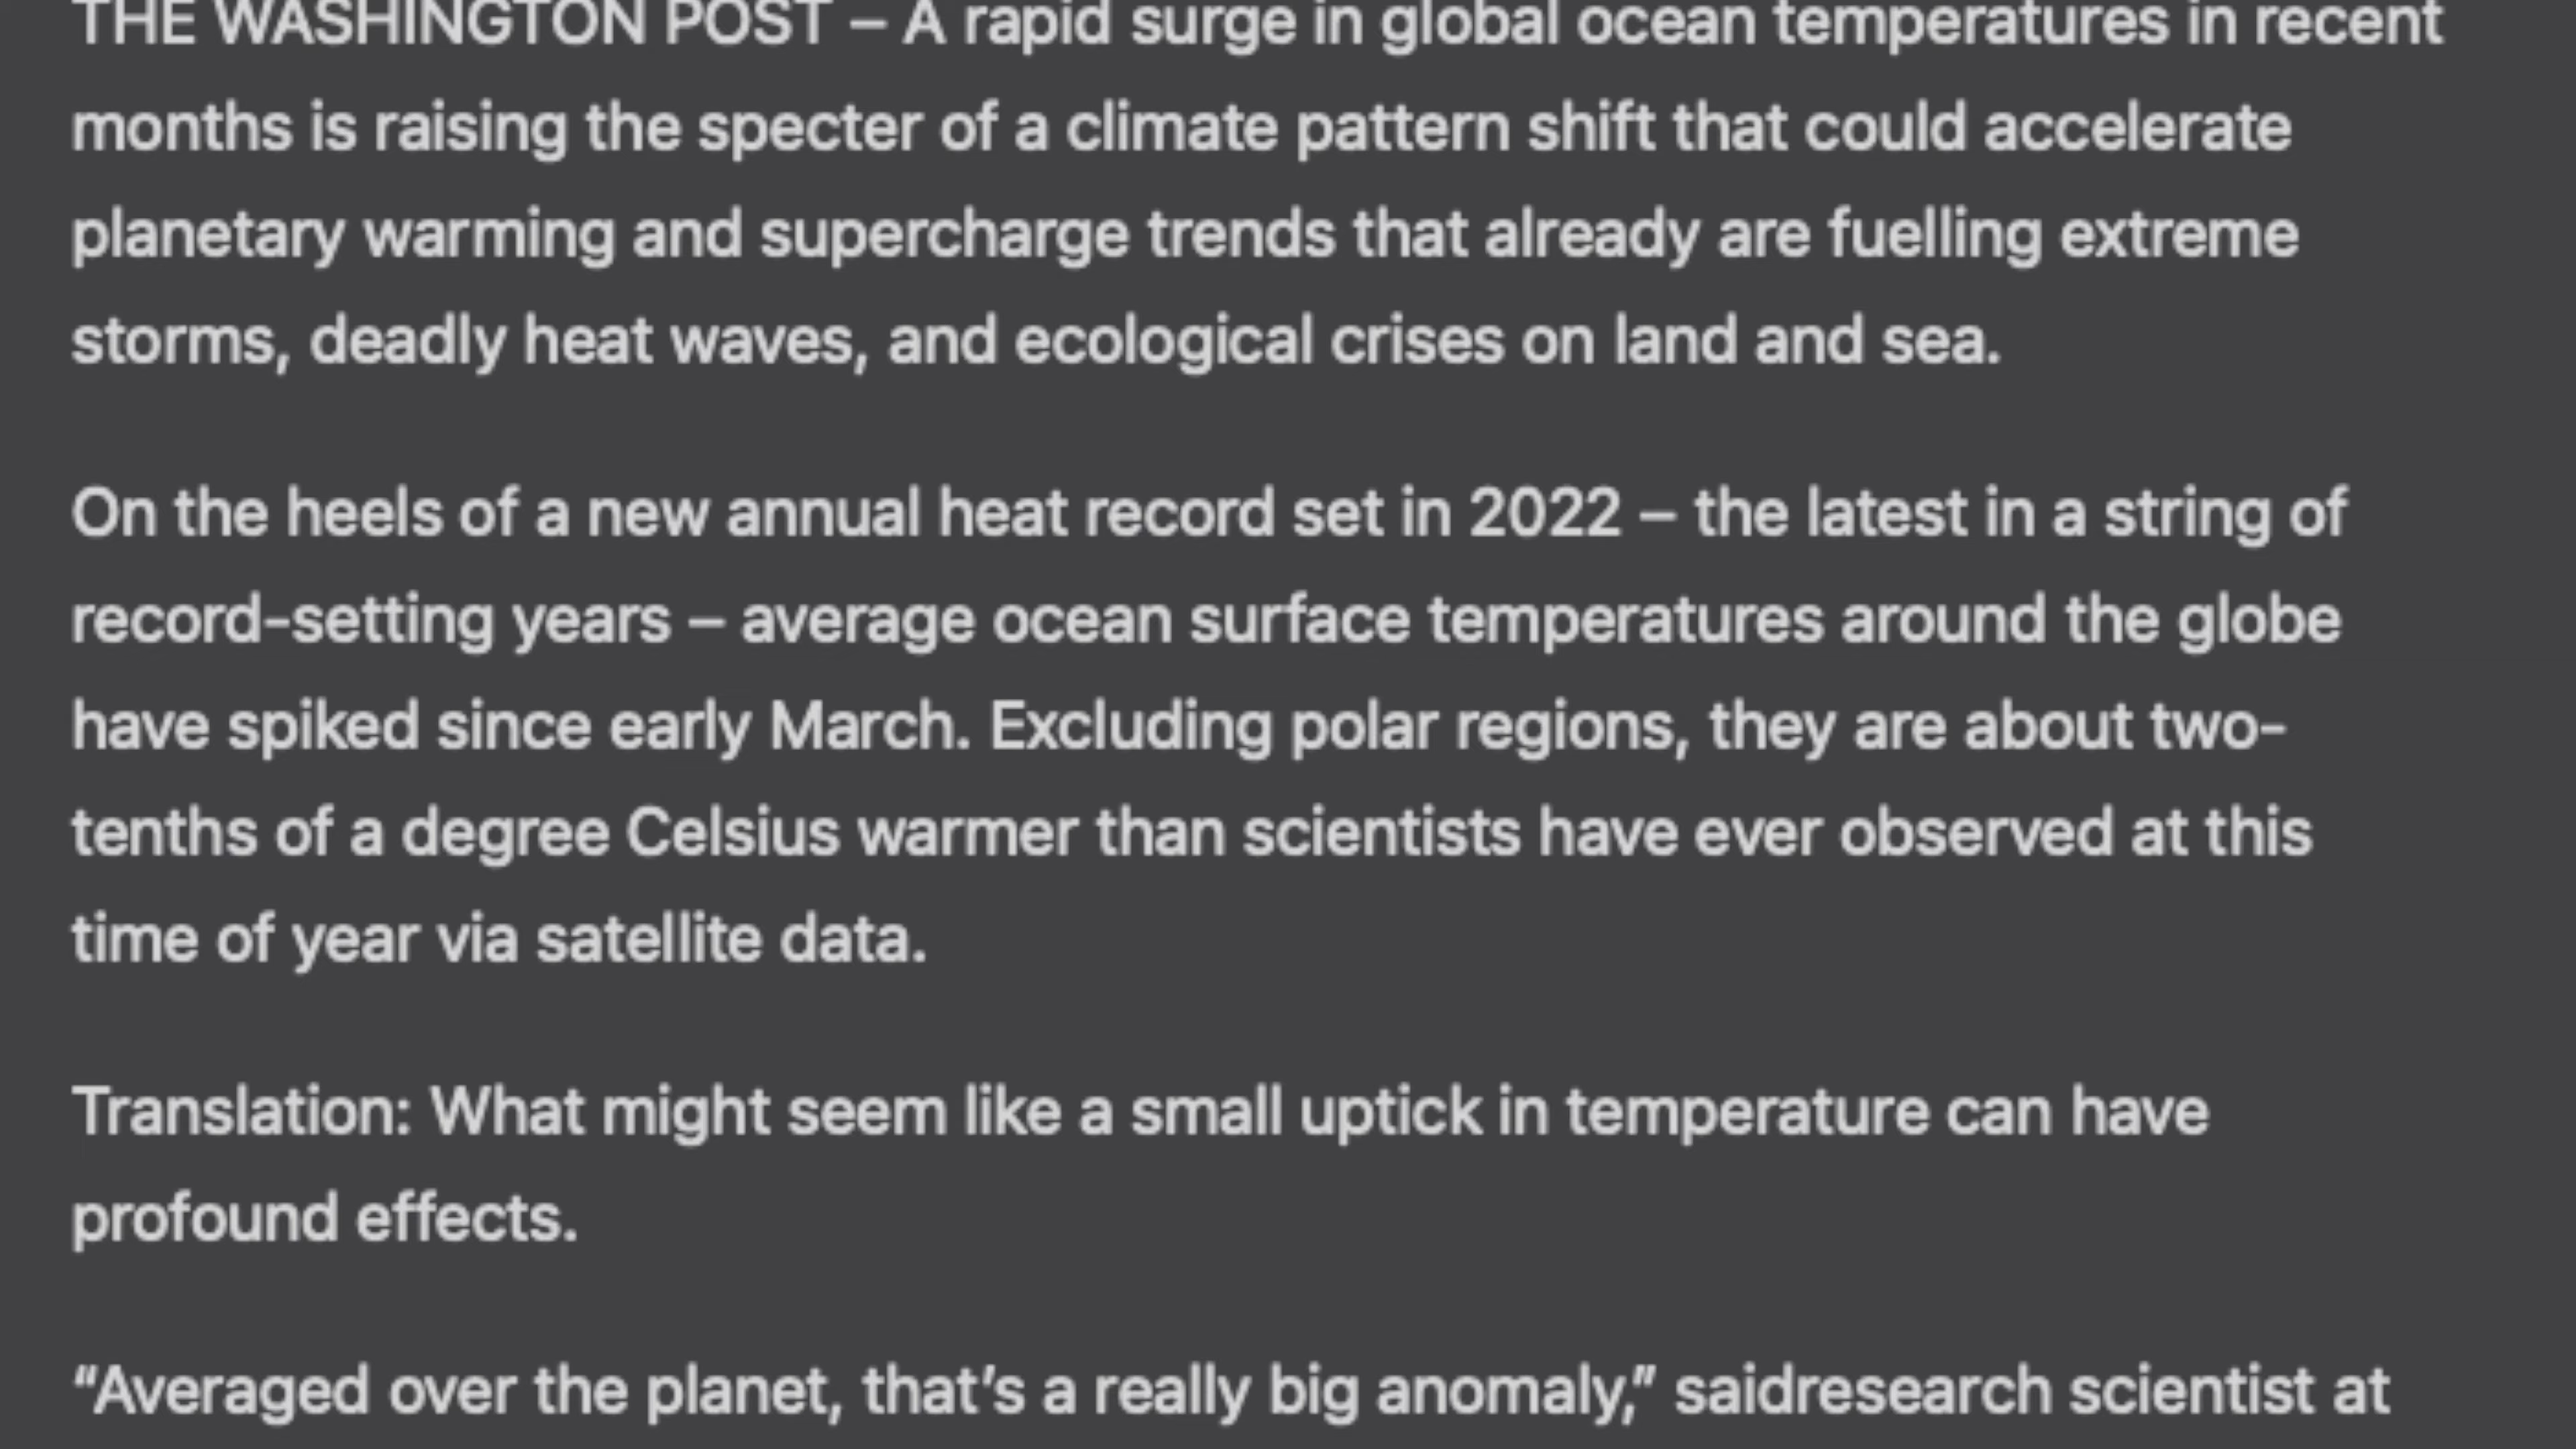 THE WASHINGTON POST – A rapid surge in global ocean temperatures in recent
months is raising the specter of a climate pattern shift that could accelerate
planetary warming and supercharge trends that already are fuelling extreme
storms, deadly heat waves, and ecological crises on land and sea.
On the heels of a new annual heat record set in 2022 – the latest in a string of
record-setting years – average ocean surface temperatures around the globe
have spiked since early March. Excluding polar regions, they are about two-
tenths of a degree Celsius warmer than scientists have ever observed at this
time of year via satellite data.
Translation: What might seem like a small uptick in temperature can have
profound effects.
“Averaged over the planet, that’s a really big anomaly,” saidresearch scientist at